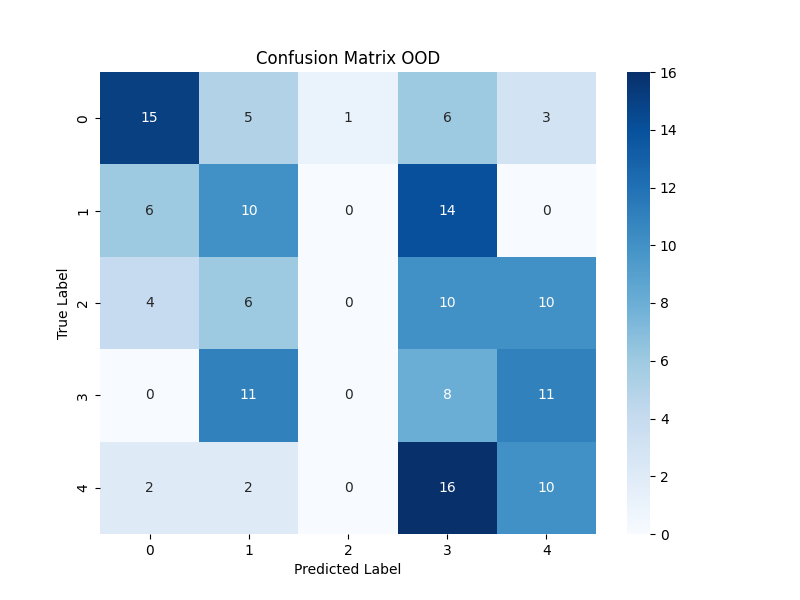 Confusion Matrix OOD
0 15 5 1 6 3
1 6 10 0 14 0
2 4 6 0 10 10
3 0 11 0 8 11
4 2 2 0 16 10
0 1 2 3 4
True Label
Predicted Label
16
14
12
10
8
6
4
2
0